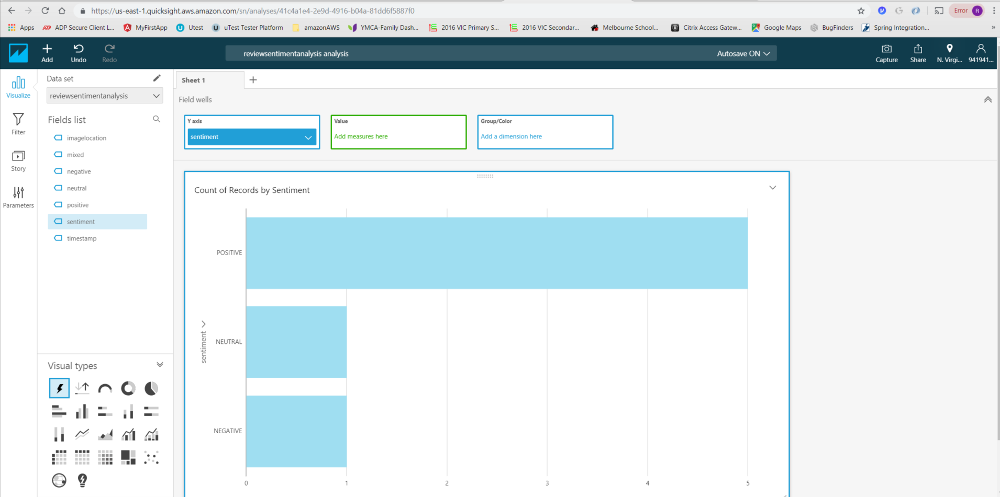 https://us-east-1.quicksight.aws.amazon.com/sn/analyses/41c4a1e4-2e9d-4916-b04a-81dd6f5887f0
Error R
Apps ADP Secure Client L... MyFirstApp Utest uTest Tester Platform amazonAWS YMCA-Family Dash... 2016 VIC Primary S... 2016 VIC Secondar... Melbourne School... Citrix Access Gatew... Google Maps BugFinders Spring Integration... »
Add Undo Redo
reviewsentimentanalysis analysis
Autosave ON
Capture Share N. Virgi... 941941...
Visualize
Filter
Story
Parameters
Data set
reviewsentimentanalysis
Fields list
imagelocation
mixed
negative
neutral
positive
sentiment
timestamp
Visual types
Sheet 1
Field wells
Y axis
sentiment
Value
Add measures here
Group/Color
Add a dimension here
Count of Records by Sentiment
sentiment
POSITIVE
NEUTRAL
NEGATIVE
0 1 2 3 4 5